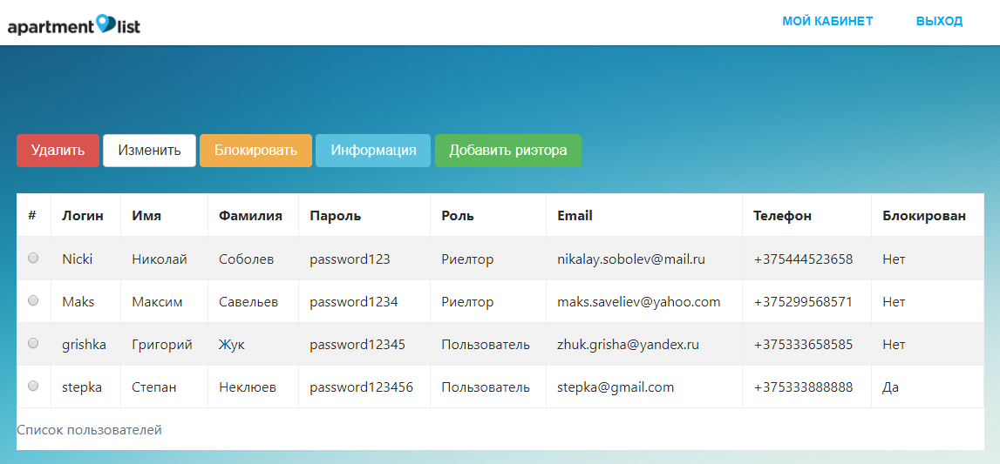 apartment list МОЙ КАБИНЕТ ВЫХОД
Удалить Изменить Блокировать Информация Добавить риэтора
# Логин Имя Фамилия Пароль Роль Email Телефон Блокирован
Nicki Николай Соболев password123 Риелтор nikalay.sobolev@mail.ru +375444523658 Нет
Maks Максим Савельев password1234 Риелтор maks.saveliev@yahoo.com +375299568571 Нет
grishka Григорий Жук password12345 Пользователь zhuk.grisha@yandex.ru +375333658585 Нет
stepka Степан Неклюев password123456 Пользователь stepka@gmail.com +375333888888 Да
Список пользователей